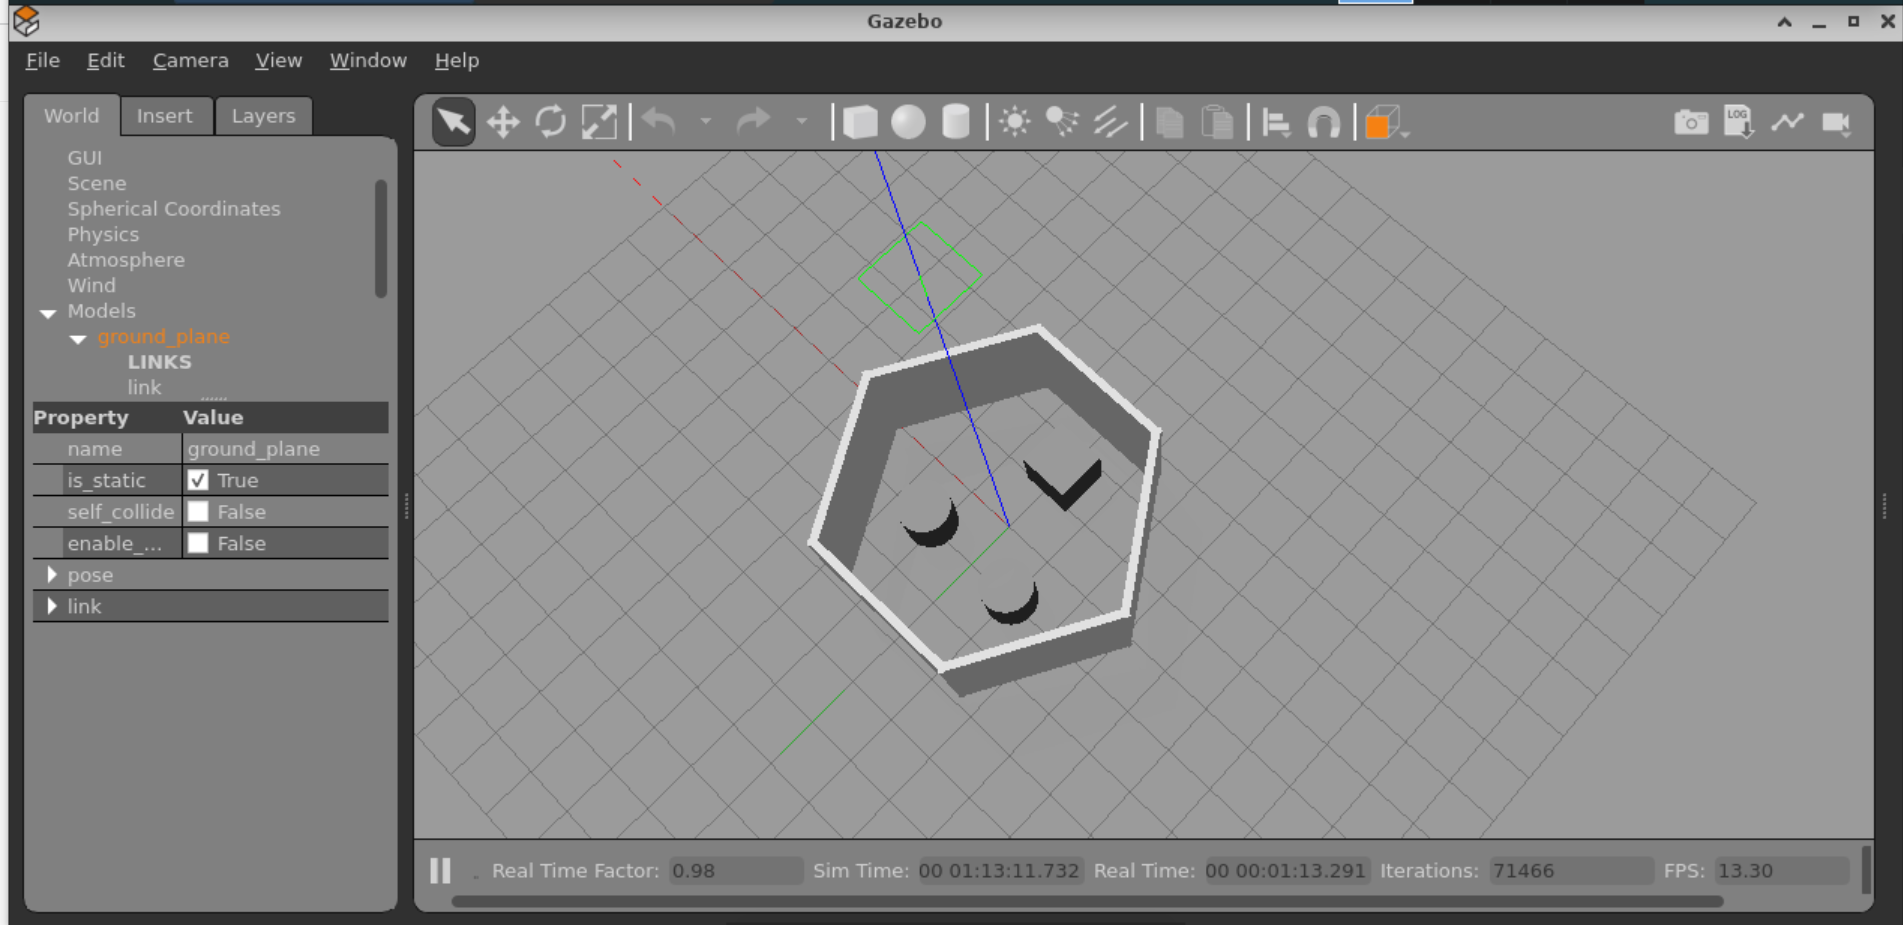 Gazebo
File Edit Camera View Window Help
World Insert Layers
LOG
GUI
Scene
Spherical Coordinates
Physics
Atmosphere
Wind
Models
ground_plane
LINKS
link
Property Value
name ground_plane
is_static True
self_collide False
enable_... False
pose
link
Real Time Factor: 0.98 Sim Time: 00 01:13:11.732 Real Time: 00 00:01:13.291 Iterations: 71466 FPS: 13.30